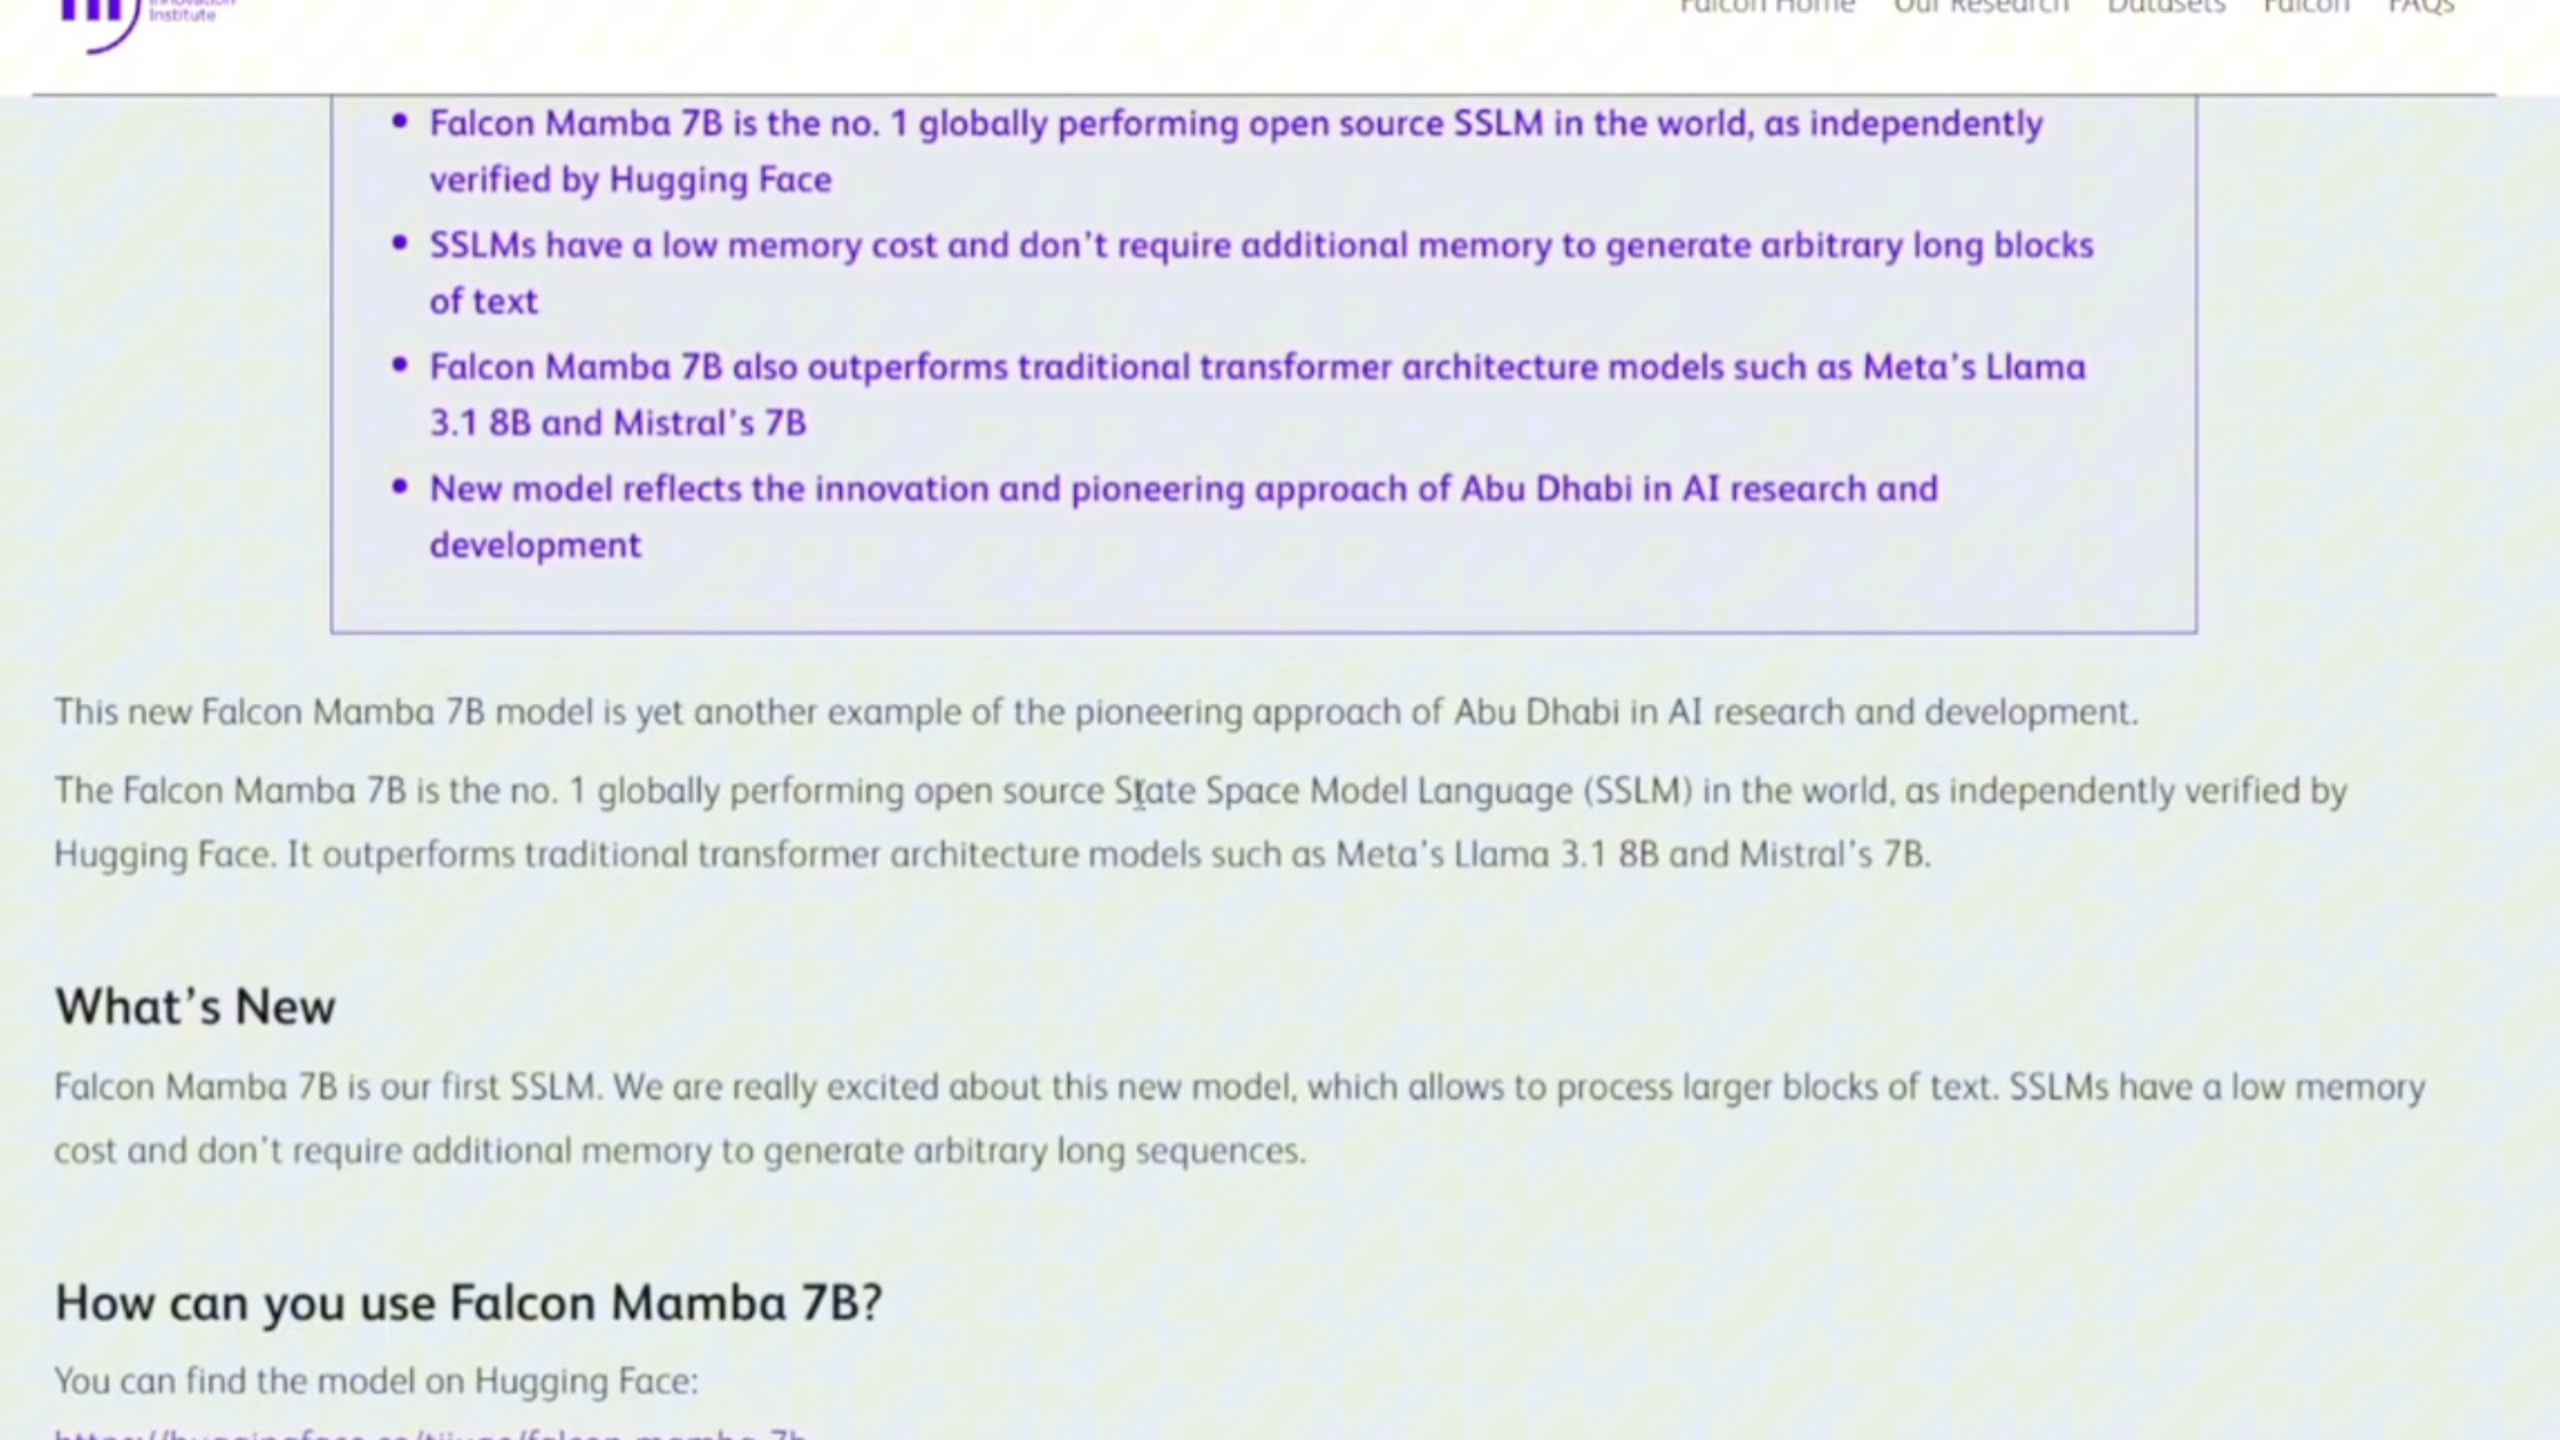 Institute
Falcon Home Our Research Datasets Falcon FAQs
• Falcon Mamba 7B is the no. 1 globally performing open source SSLM in the world, as independently
verified by Hugging Face
• SSLMs have a low memory cost and don't require additional memory to generate arbitrary long blocks
of text
• Falcon Mamba 7B also outperforms traditional transformer architecture models such as Meta's Llama
3.1 8B and Mistral's 7B
• New model reflects the innovation and pioneering approach of Abu Dhabi in AI research and
development
This new Falcon Mamba 7B model is yet another example of the pioneering approach of Abu Dhabi in AI research and development.
The Falcon Mamba 7B is the no. 1 globally performing open source State Space Model Language (SSLM) in the world, as independently verified by
Hugging Face. It outperforms traditional transformer architecture models such as Meta's Llama 3.1 8B and Mistral's 7B.
What's New
Falcon Mamba 7B is our first SSLM. We are really excited about this new model, which allows to process larger blocks of text. SSLMs have a low memory
cost and don't require additional memory to generate arbitrary long sequences.
How can you use Falcon Mamba 7B?
You can find the model on Hugging Face: